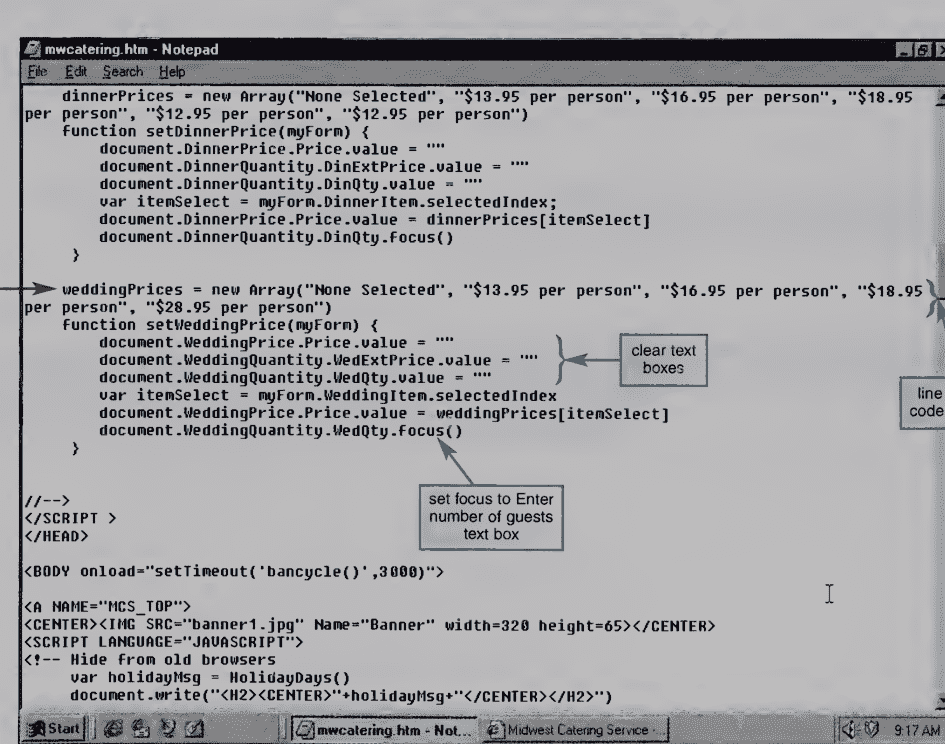 mwcatering.htm - Notepad
File Edit Search Help
dinnerPrices = new Array("None Selected", "$13.95 per person", "$16.95 per person", "$18.95
per person", "$12.95 per person", "$12.95 per person")
function setDinnerPrice(myForm) {
document.DinnerPrice.Price.value = ""
document.DinnerQuantity.DinExtPrice.value = ""
document.DinnerQuantity.DinQty.value = ""
var itemSelect = myForm.DinnerItem.selectedIndex;
document.DinnerPrice.Price.value = dinnerPrices[itemSelect]
document.DinnerQuantity.DinQty.focus()
}
weddingPrices = new Array("None Selected", "$13.95 per person", "$16.95 per person", "$18.95
per person", "$28.95 per person")
function setWeddingPrice(myForm) {
document.WeddingPrice.Price.value = ""
document.WeddingQuantity.WedExtPrice.value = ""
document.WeddingQuantity.WedQty.value = ""
var itemSelect = myForm.WeddingItem.selectedIndex
document.WeddingPrice.Price.value = weddingPrices[itemSelect]
document.WeddingQuantity.WedQty.focus()
}
clear text
boxes
line
code
set focus to Enter
number of guests
text box
//-->
</SCRIPT >
</HEAD>
<BODY onload="setTimeout('bancycle()',3000)">
<A NAME="MCS_TOP">
<CENTER><IMG SRC="banner1.jpg" Name="Banner" width=320 height=65></CENTER>
<SCRIPT LANGUAGE="JAVASCRIPT">
<!-- Hide from old browsers
var holidayMsg = HolidayDays()
document.write("<H2><CENTER>"+holidayMsg+"</CENTER></H2>")
Start
mwcatering.htm - Not...
Midwest Catering Service -...
9:17 AM